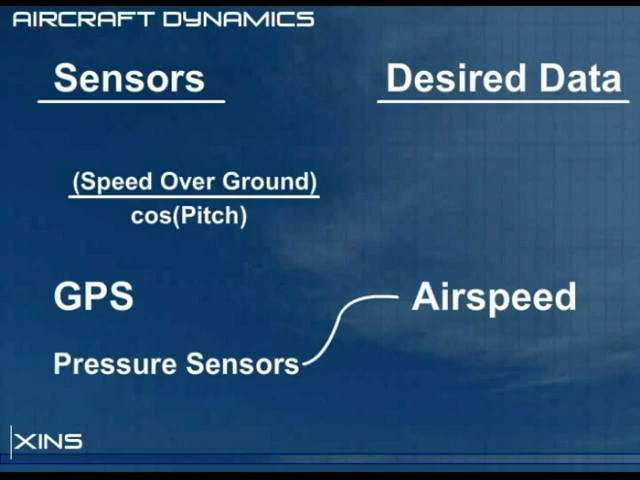 AIRCRAFT DYNAMICS
Sensors
Desired Data
(Speed Over Ground)
cos(Pitch)
GPS
Airspeed
Pressure Sensors
XINS